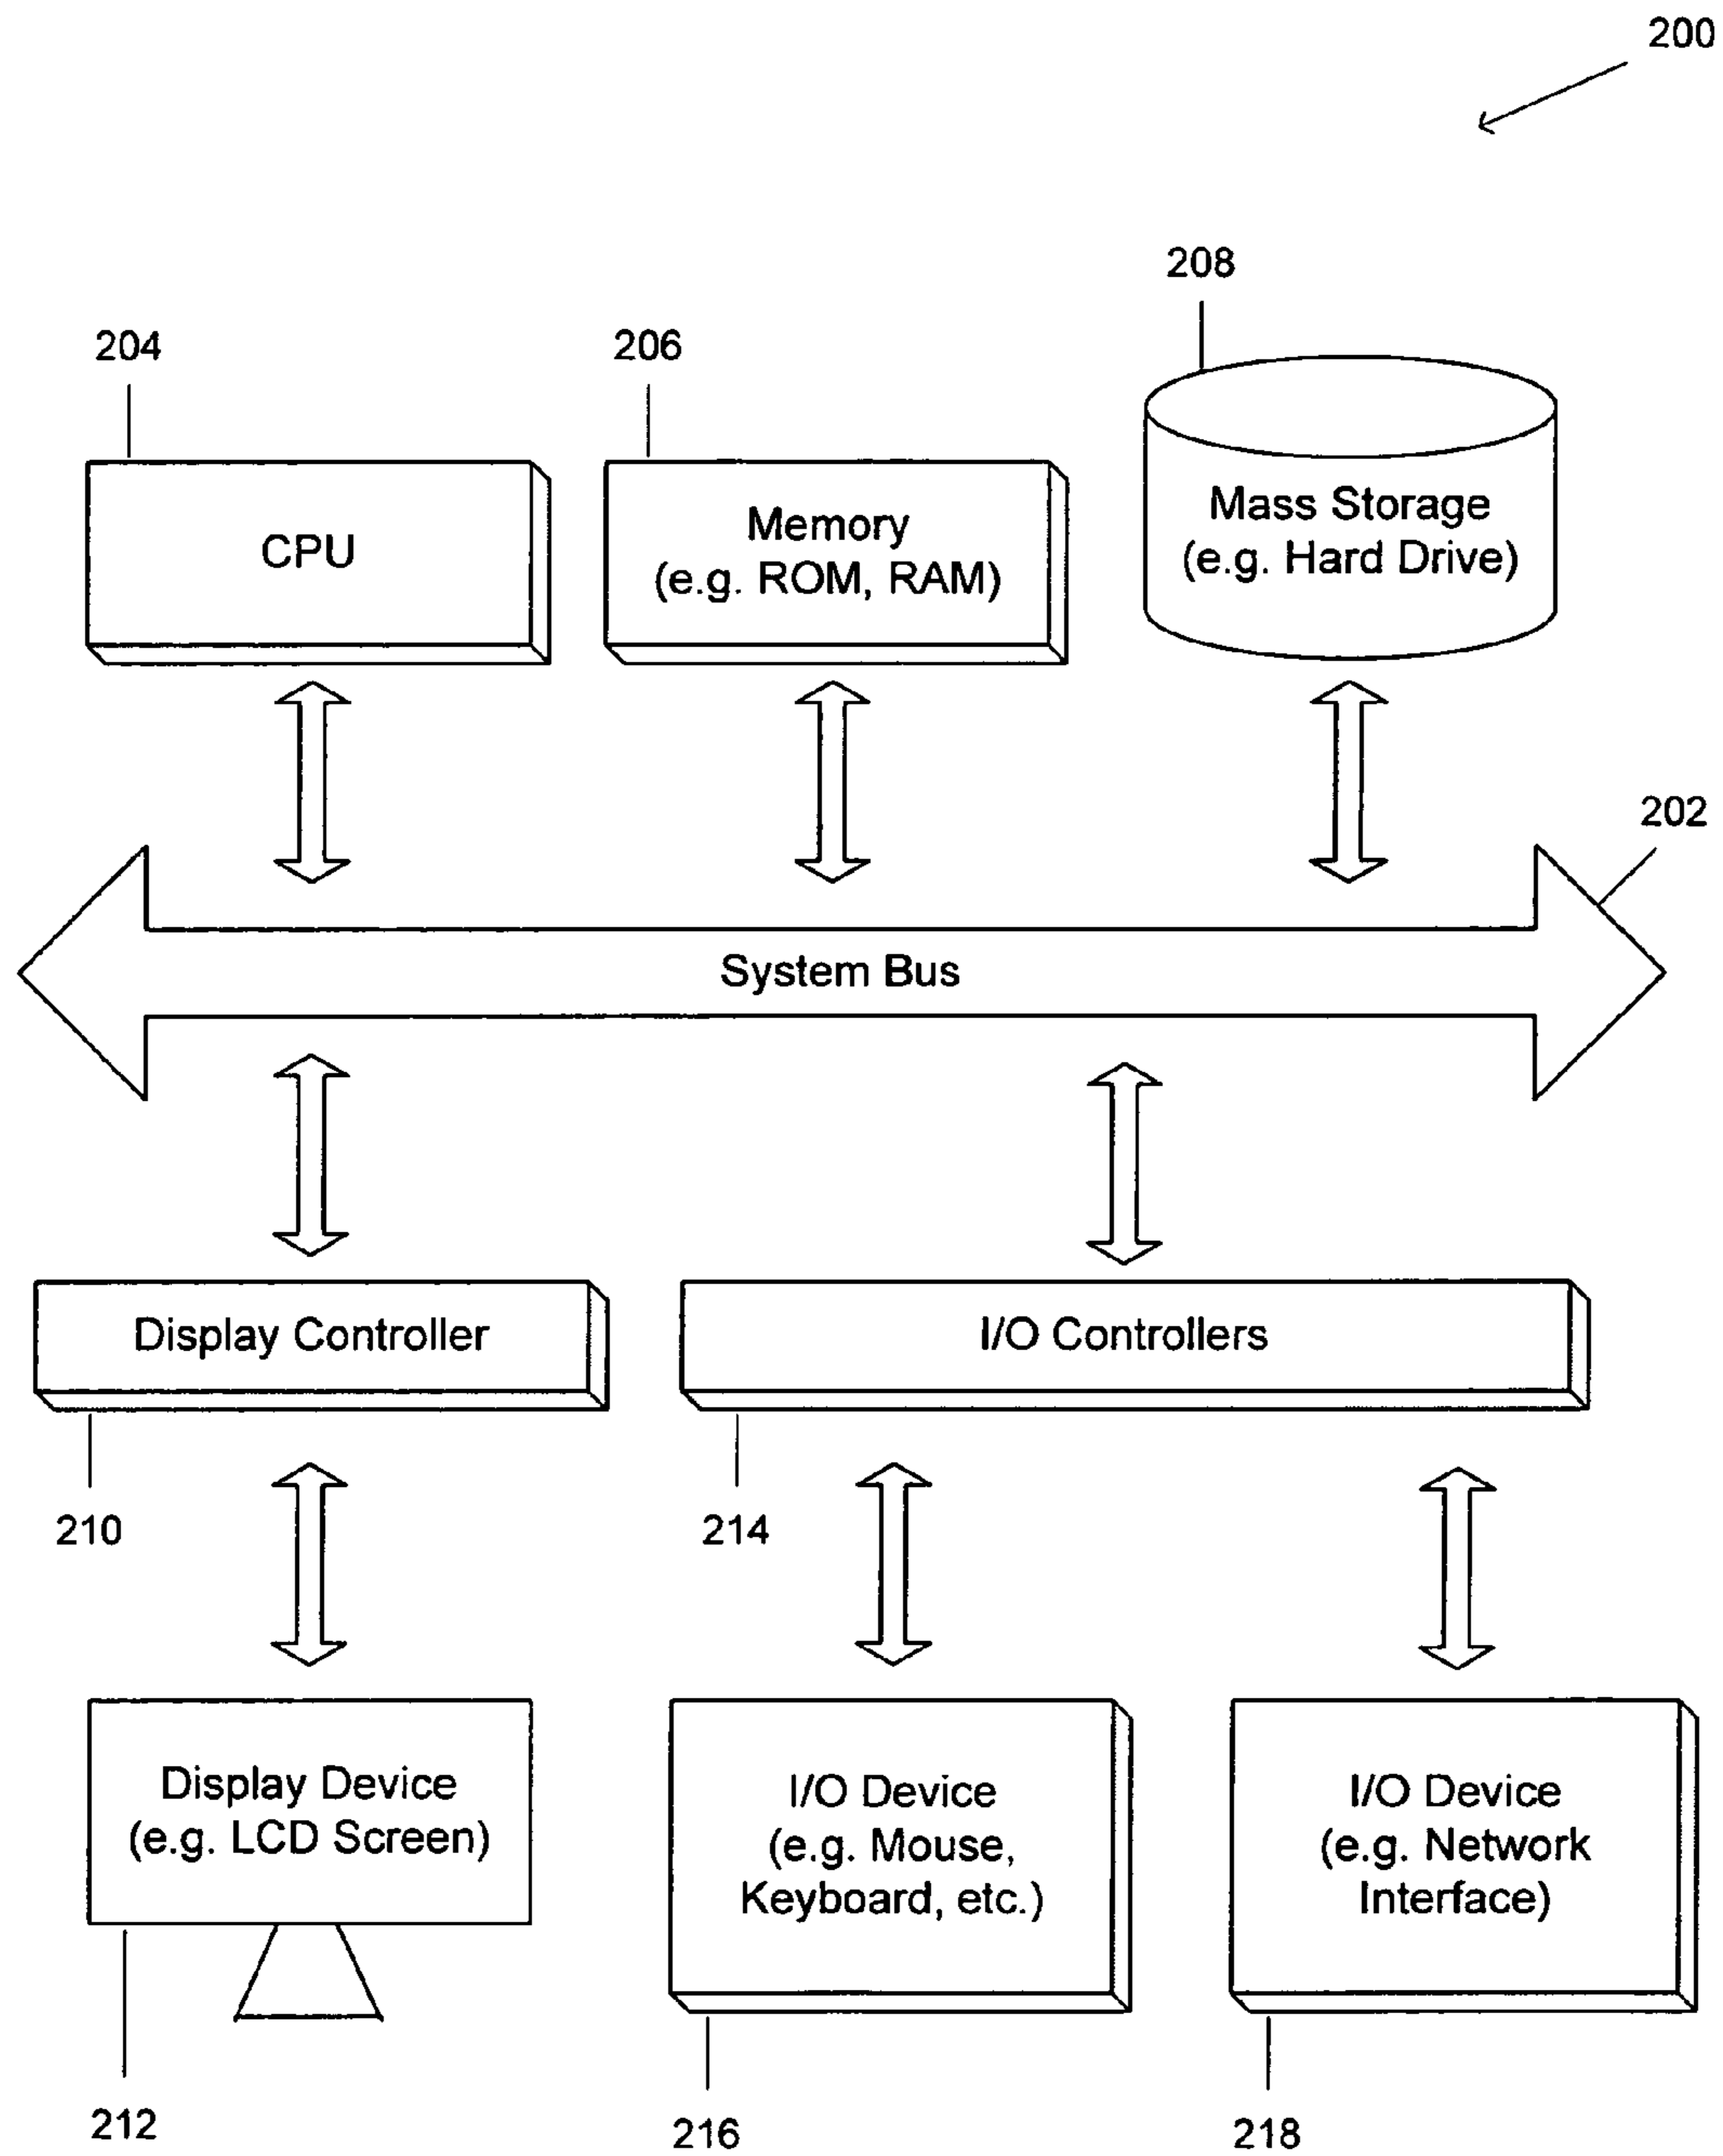 200
208
204
206
CPU
Memory
(e.g. ROM, RAM)
Mass Storage
(e.g. Hard Drive)
202
System Bus
Display Controller
I/O Controllers
210
214
Display Device
(e.g. LCD Screen)
I/O Device
(e.g. Mouse,
Keyboard, etc.)
I/O Device
(e.g. Network
Interface)
212
216
218